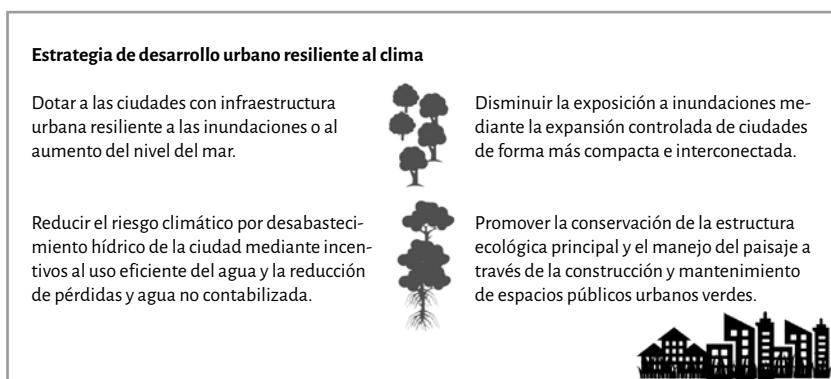 Estrategia de desarrollo urbano resiliente al clima
Dotar a las ciudades con infraestructura
urbana resiliente a las inundaciones o al
aumento del nivel del mar.
Disminuir la exposición a inundaciones me-
diante la expansión controlada de ciudades
de forma más compacta e interconectada.
Reducir el riesgo climático por desabasteci-
miento hídrico de la ciudad mediante incen-
tivos al uso eficiente del agua y la reducción
de pérdidas y agua no contabilizada.
Promover la conservación de la estructura
ecológica principal y el manejo del paisaje a
través de la construcción y mantenimiento
de espacios públicos urbanos verdes.